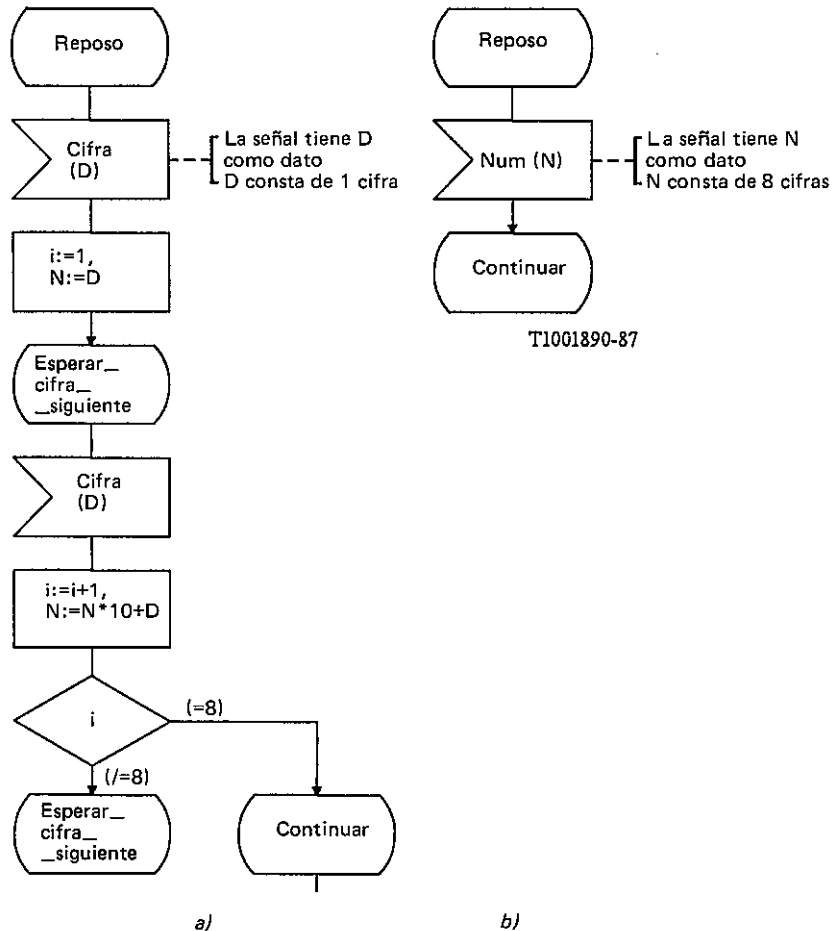 Reposo
Cifra
(D)
La señal tiene D
como dato
D consta de 1 cifra
i:=1,
N:=D
Esperar_
cifra_
_siguiente
Cifra
(D)
i:=i+1,
N:=N*10+D
i
(=8)
(/=8)
Esperar_
cifra_
_siguiente
Continuar
a)
Reposo
Num (N)
La señal tiene N
como dato
N consta de 8 cifras
Continuar
T1001890-87
b)